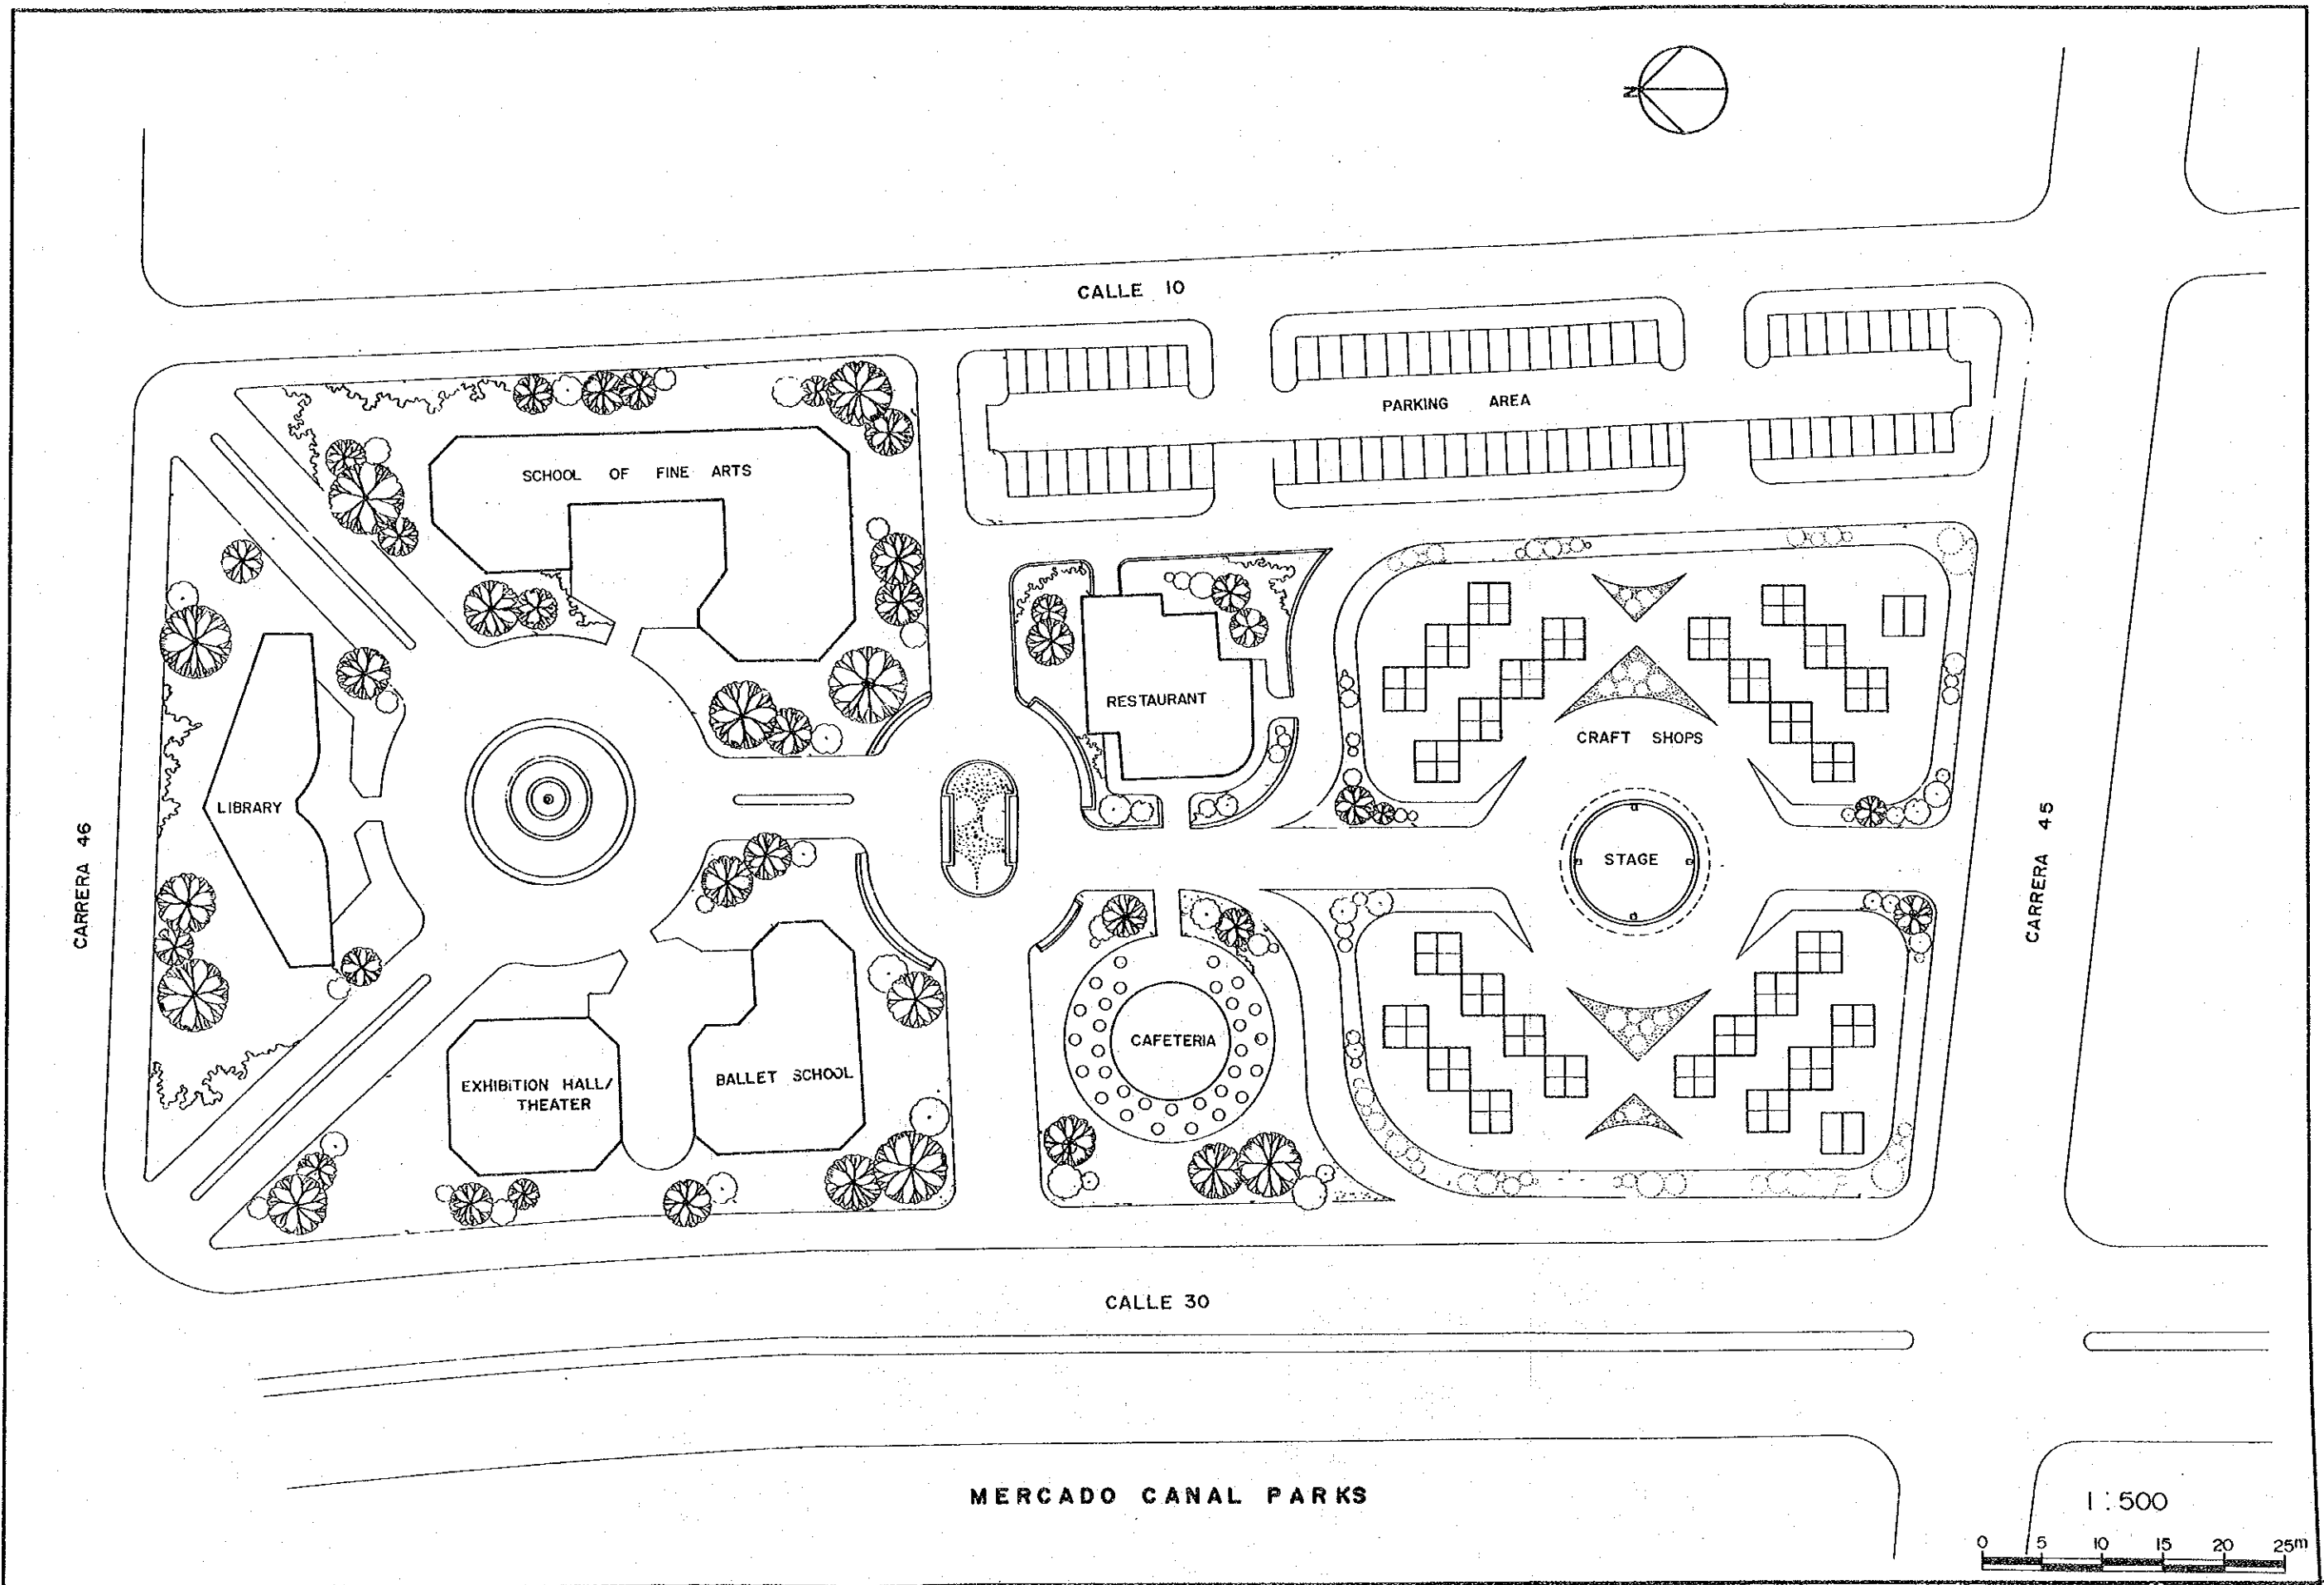 N
CALLE 10
PARKING AREA
SCHOOL OF FINE ARTS
RESTAURANT
CRAFT SHOPS
LIBRARY
STAGE
CARRERA 46
CARRERA 45
CAFETERIA
EXHIBITION HALL/
THEATER
BALLET SCHOOL
CALLE 30
MERCADO CANAL PARKS
1:500
0 5 10 15 20 25m